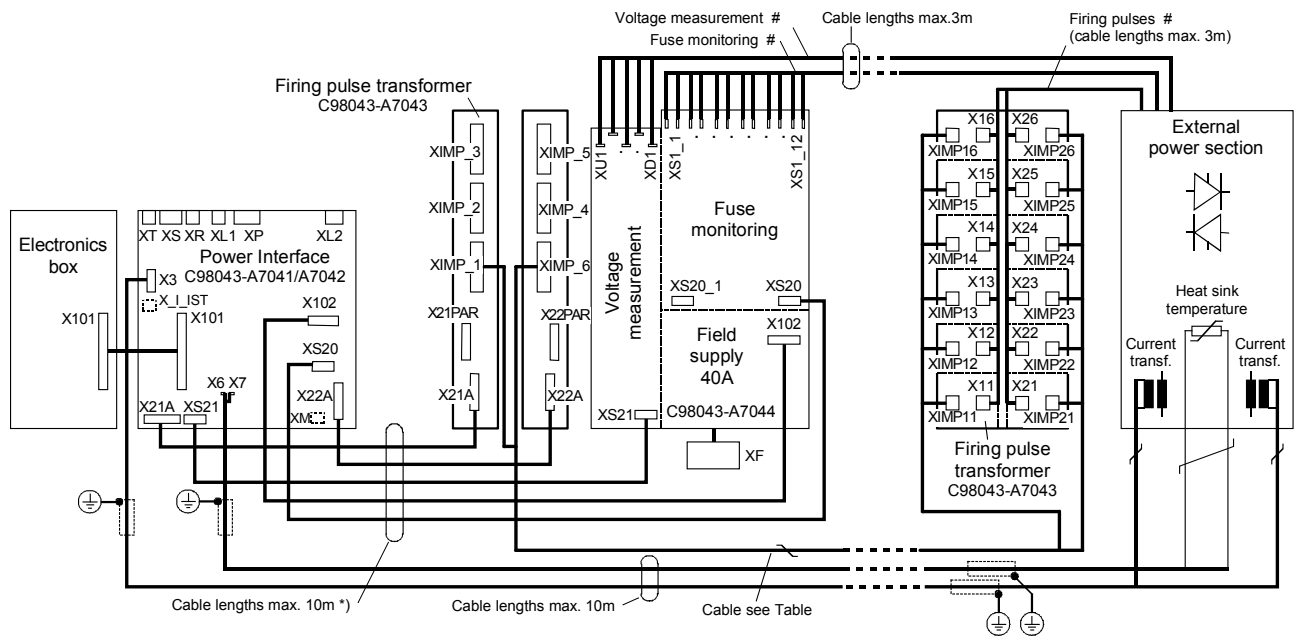 Voltage measurement #
Cable lengths max.3m
Firing pulses #
(cable lengths max. 3m)
Fuse monitoring #
Firing pulse transformer
C98043-A7043
XIMP_3
XIMP_5
XIMP_2
XIMP_4
XIMP_1
XIMP_6
X21PAR
X22PAR
X21A
X22A
XU1
. .
XD1
XS1_1
. . . . . . . .
XS1_12
Voltage
measurement
Fuse
monitoring
XS20_1
XS20
X102
Field
supply
40A
XS21
C98043-A7044
XF
Electronics
box
X101
XT
XS
XR
XL1
XP
XL2
Power Interface
C98043-A7041/A7042
X3
X_I_IST
X101
X102
XS20
X6
X7
X22A
X21A
XS21
XM
X16
X26
XIMP16
XIMP26
X15
X25
XIMP15
XIMP25
X14
X24
XIMP14
XIMP24
X13
X23
XIMP13
XIMP23
X12
X22
XIMP12
XIMP22
X11
X21
XIMP11
XIMP21
Firing pulse
transformer
C98043-A7043
External
power section
Heat sink
temperature
Current
transf.
Current
transf.
Cable lengths max. 10m *)
Cable lengths max. 10m
Cable see Table